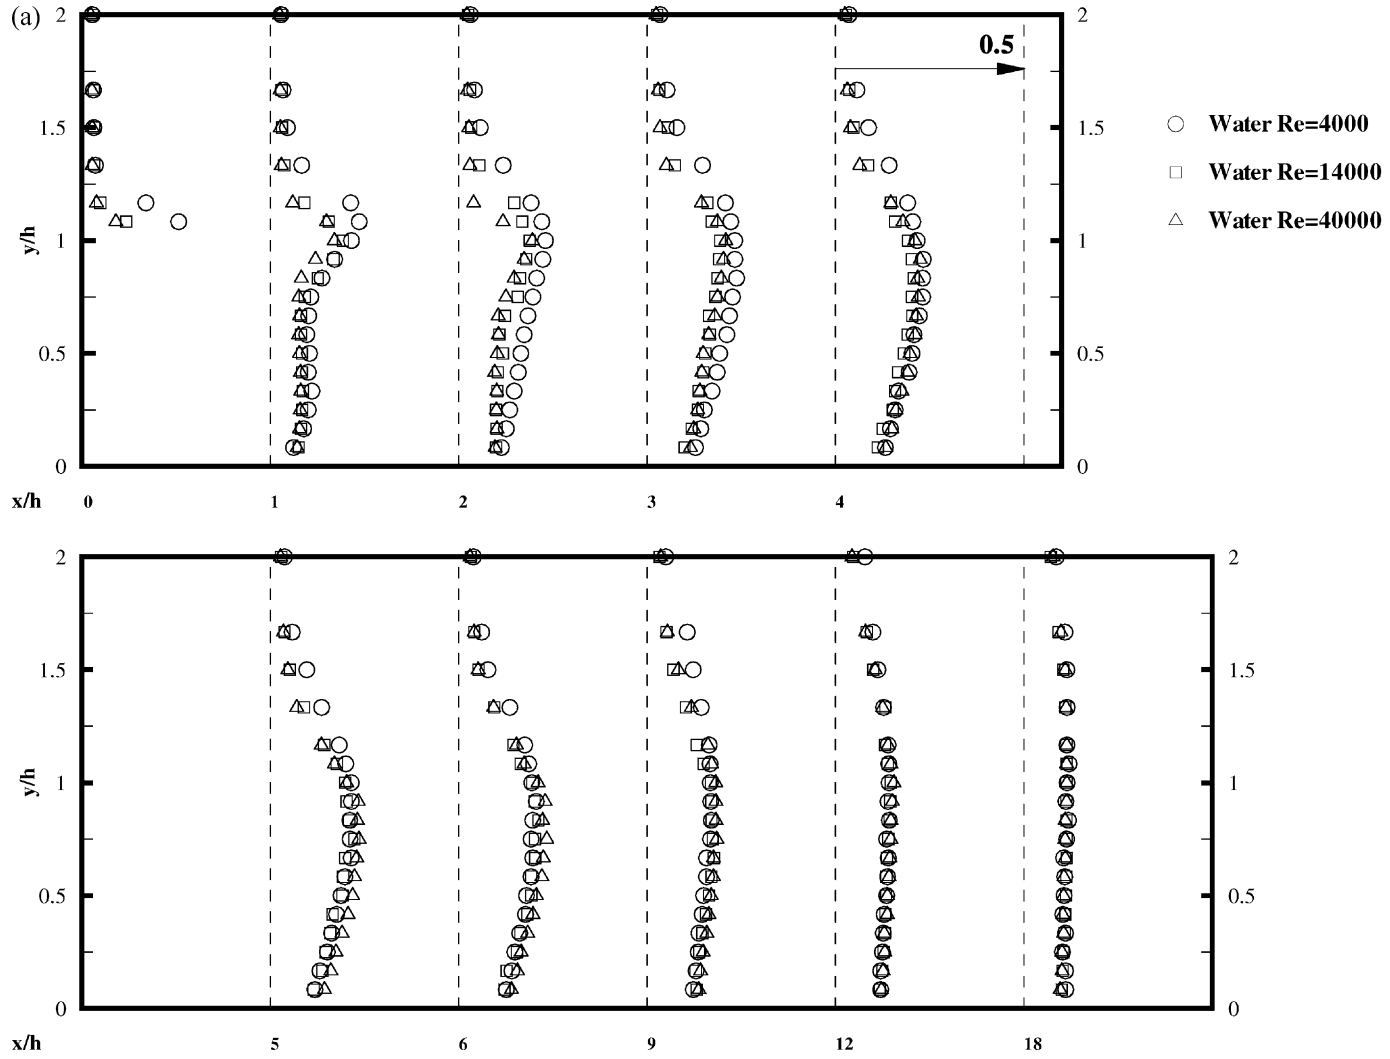 (a)
2 2
0.5
1.5 1.5
Water Re=4000
Water Re=14000
Water Re=40000
y/h 1 1
0.5 0.5
0 0
x/h 0 1 2 3 4
2 2
1.5 1.5
y/h 1 1
0.5 0.5
0 0
x/h 5 6 9 12 18